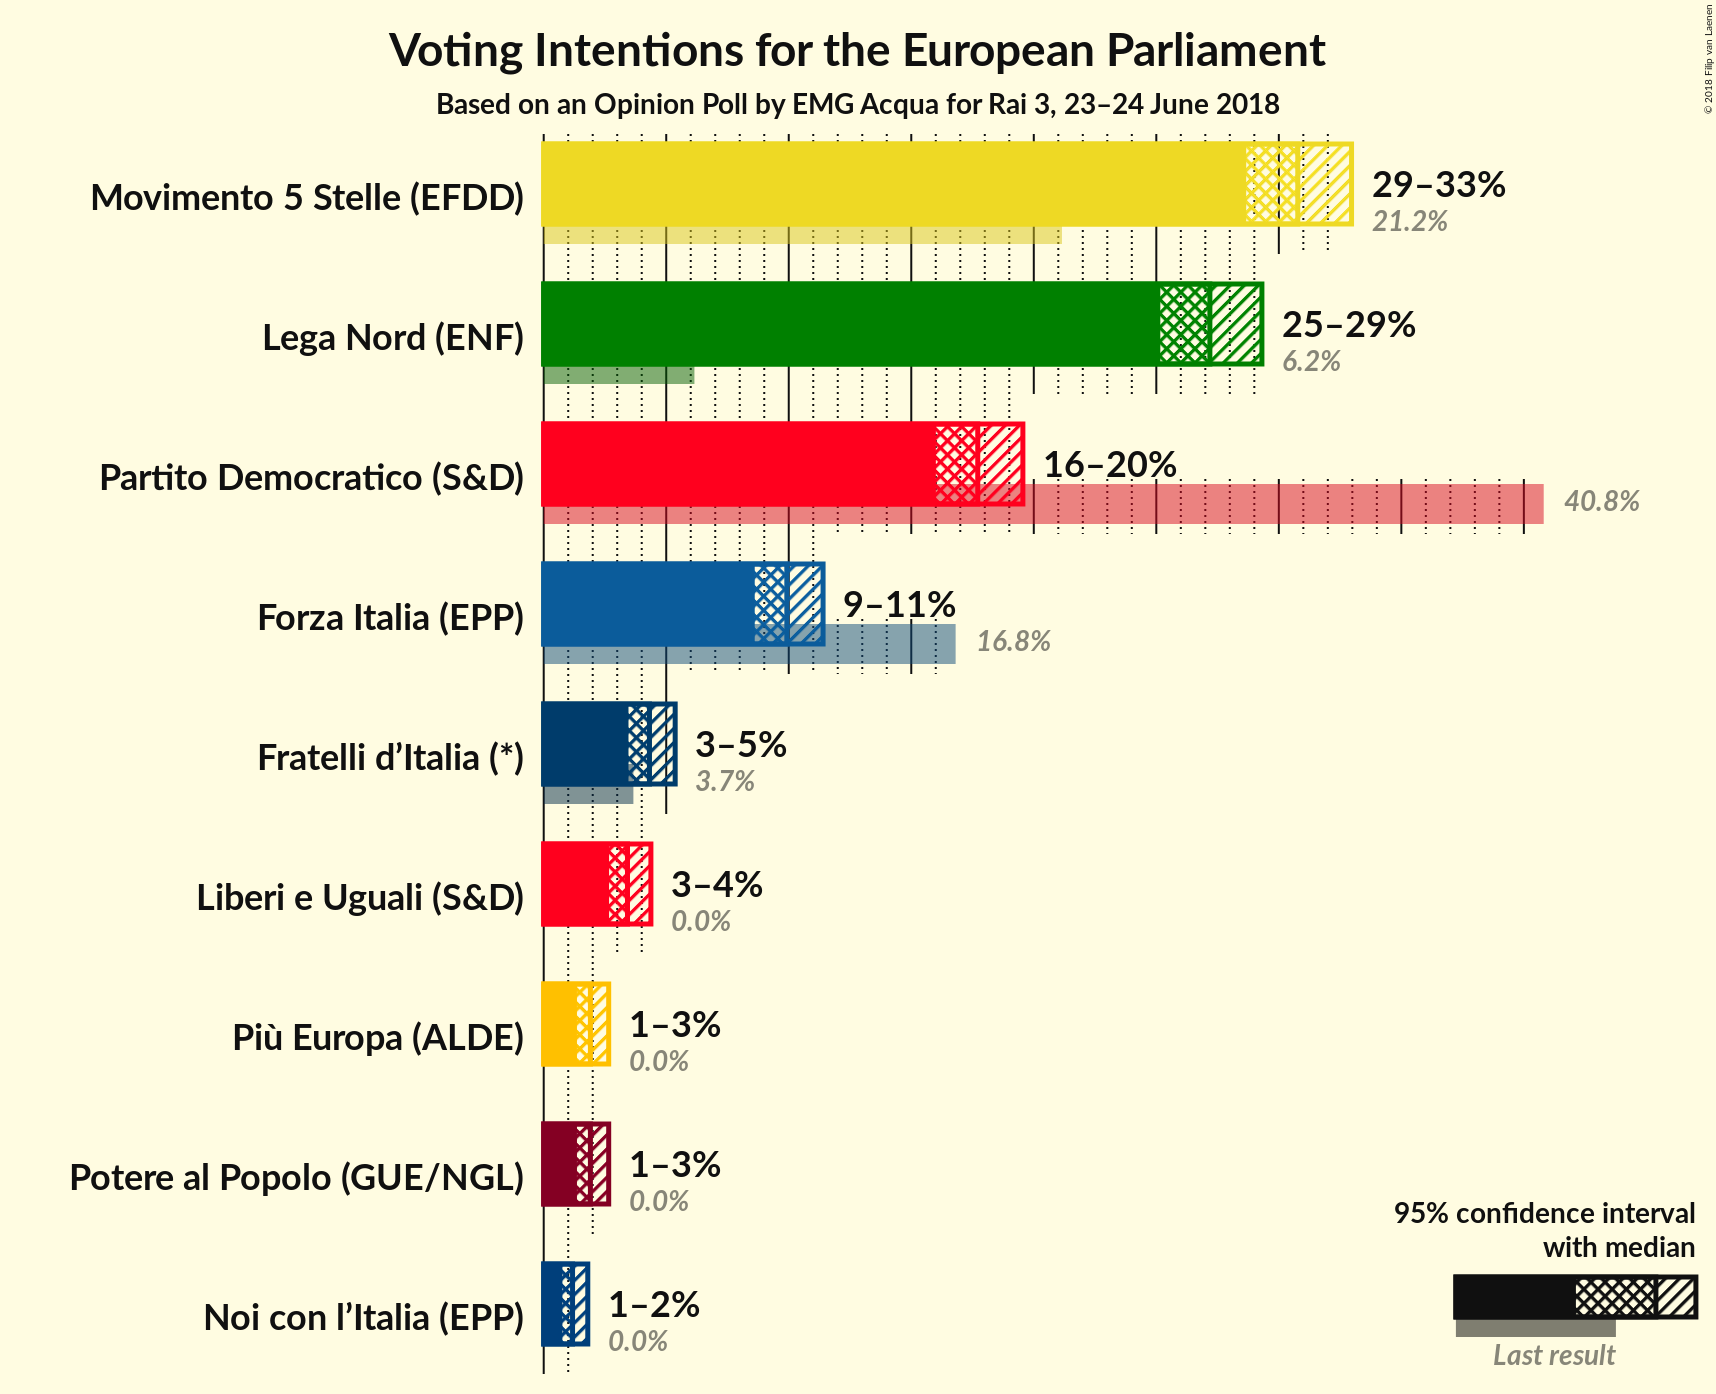 Voting Intentions for the European Parliament
Based on an Opinion Poll by EMG Acqua for Rai 3, 23–24 June 2018
© 2018 Filip van Laenen
Movimento 5 Stelle (EFDD)
29–33%
21.2%
Lega Nord (ENF)
25–29%
6.2%
Partito Democratico (S&D)
16–20%
40.8%
Forza Italia (EPP)
9–11%
16.8%
Fratelli d’Italia (*)
3–5%
3.7%
Liberi e Uguali (S&D)
3–4%
0.0%
Più Europa (ALDE)
1–3%
0.0%
Potere al Popolo (GUE/NGL)
1–3%
0.0%
Noi con l’Italia (EPP)
1–2%
0.0%
95% confidence interval
with median
Last result